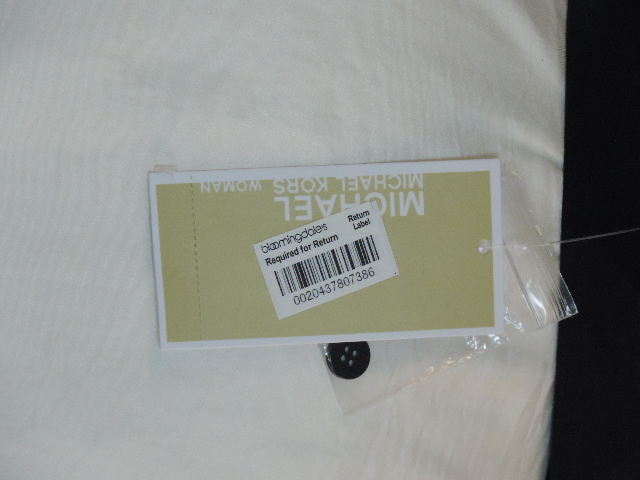 MICHAEL
MICHAEL KORS WOMAN
bloomingdale's
Return
Label
Required for Return
0020437807386